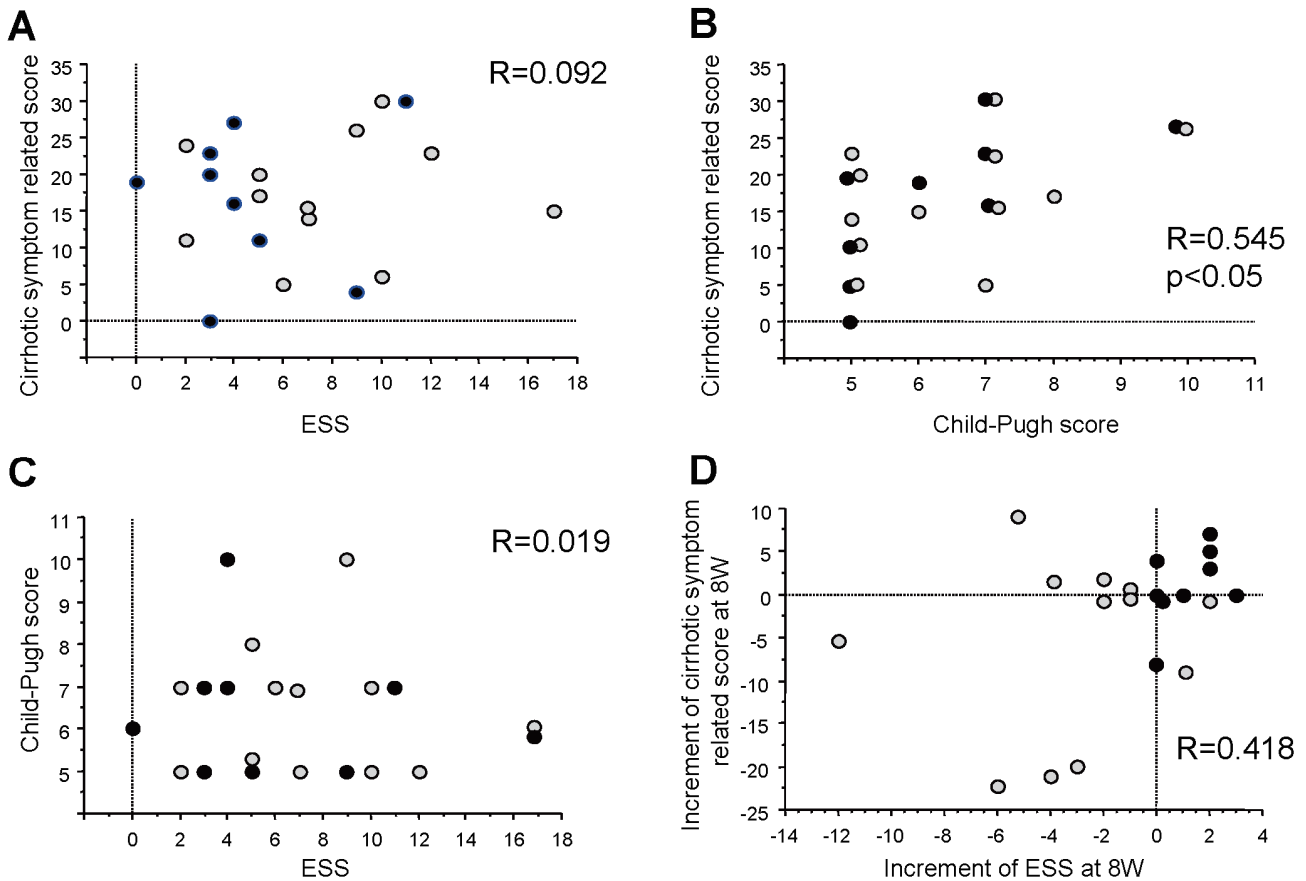 A
Cirrhotic symptom related score
35
30
25
20
15
10
5
0
R=0.092
0 2 4 6 8 10 12 14 16 18
ESS
B
Cirrhotic symptom related score
35
30
25
20
15
10
5
0
R=0.545
p<0.05
5 6 7 8 9 10 11
Child-Pugh score
C
Child-Pugh score
11
10
9
8
7
6
5
R=0.019
0 2 4 6 8 10 12 14 16 18
ESS
D
Increment of cirrhotic symptom
related score at 8W
10
5
0
-5
-10
-15
-20
-25
R=0.418
-14 -12 -10 -8 -6 -4 -2 0 2 4
Increment of ESS at 8W